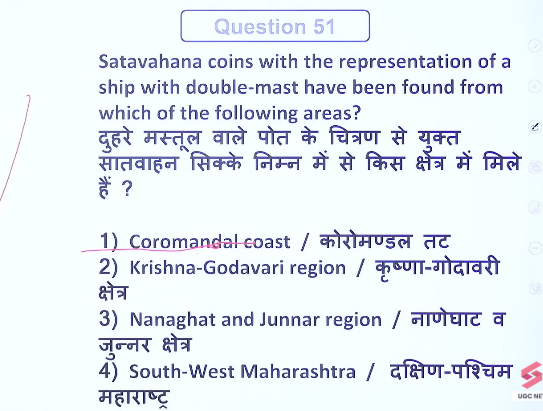 Question 51
Satavahana coins with the representation of a
ship with double-mast have been found from
which of the following areas?
दुहरे मस्तूल वाले पोत के चित्रण से युक्त
सातवाहन सिक्के निम्न में से किस क्षेत्र में मिले
हैं ?
1) Coromandal coast / कोरोमण्डल तट
2) Krishna-Godavari region / कृष्णा-गोदावरी
क्षेत्र
3) Nanaghat and Junnar region / नाणेघाट व
जुन्नर क्षेत्र
4) South-West Maharashtra / दक्षिण-पश्चिम
महाराष्ट्र
UGC NE